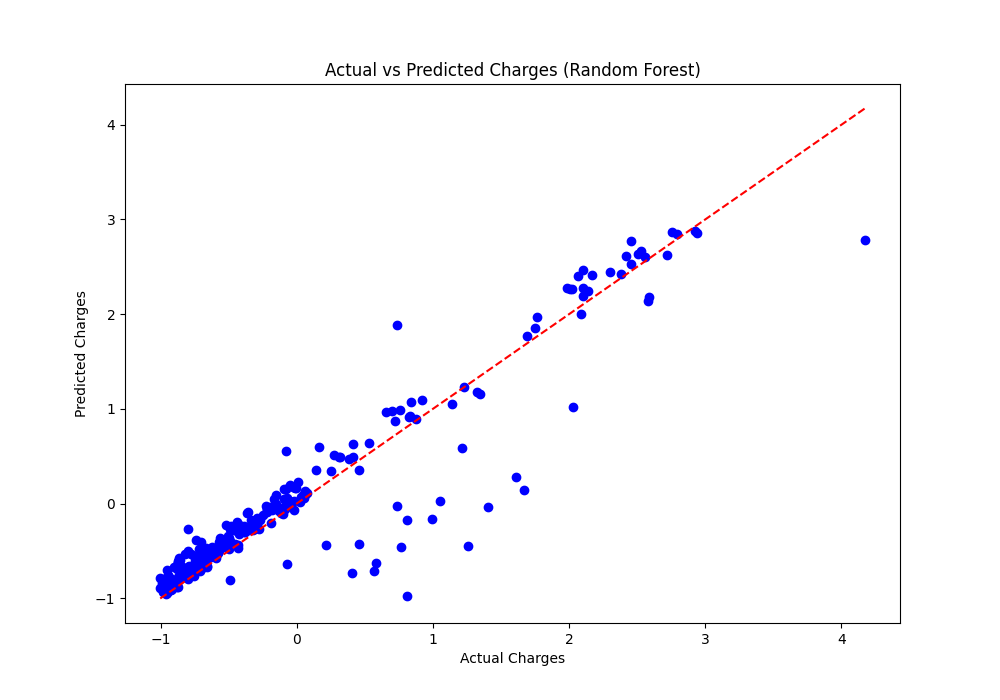 Actual vs Predicted Charges (Random Forest)
Predicted Charges
4
3
2
1
0
−1
−1 0 1 2 3 4
Actual Charges